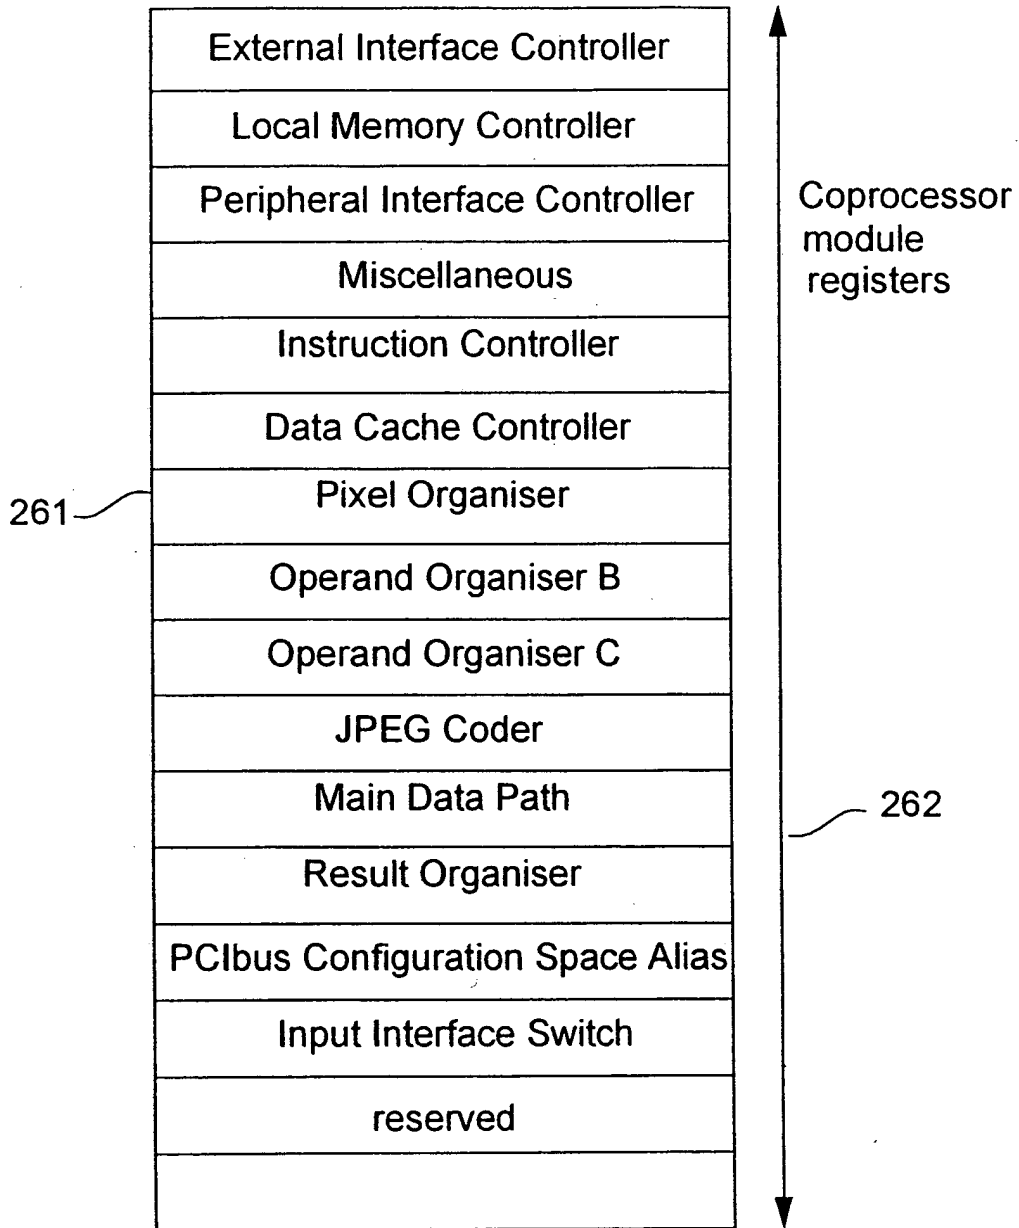 External Interface Controller
Local Memory Controller
Peripheral Interface Controller
Miscellaneous
Instruction Controller
Data Cache Controller
Pixel Organiser
Operand Organiser B
Operand Organiser C
JPEG Coder
Main Data Path
Result Organiser
PCIbus Configuration Space Alias
Input Interface Switch
reserved
Coprocessor
module
registers
261
262